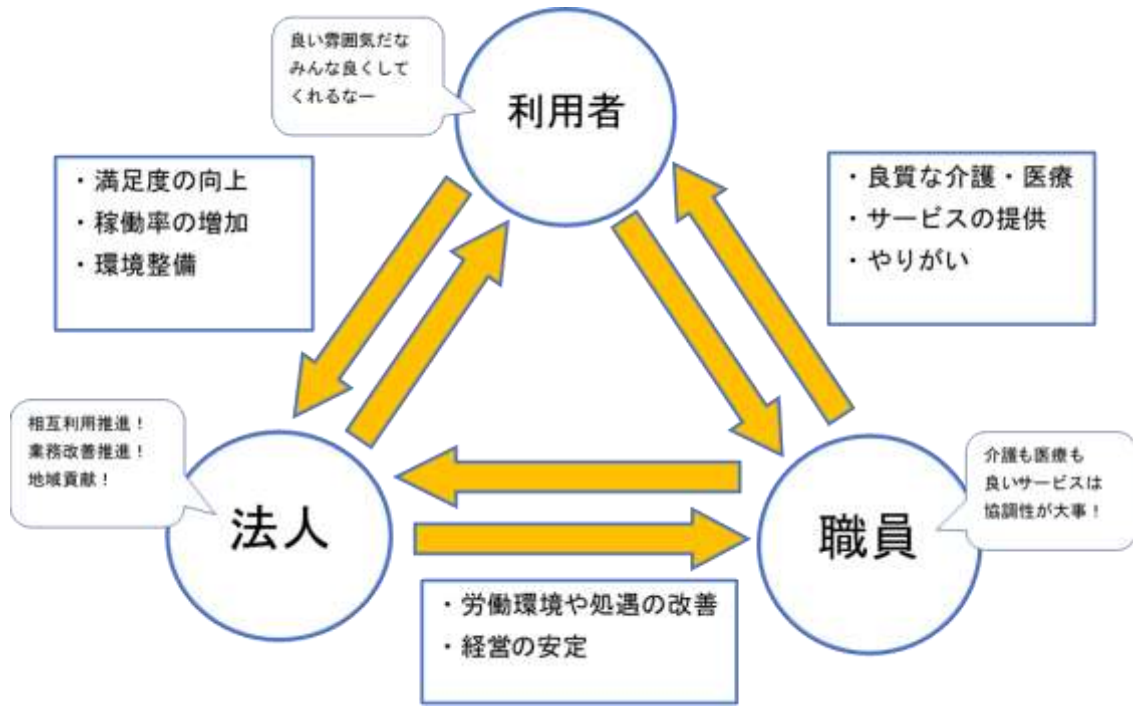 良い雰囲気だな
みんな良くして
くれるなー
利用者
・満足度の向上
・稼働率の増加
・環境整備
・良質な介護・医療
・サービスの提供
・やりがい
相互利用推進！
業務改善推進！
地域貢献！
法人
介護も医療も
良いサービスは
協調性が大事！
職員
・労働環境や処遇の改善
・経営の安定